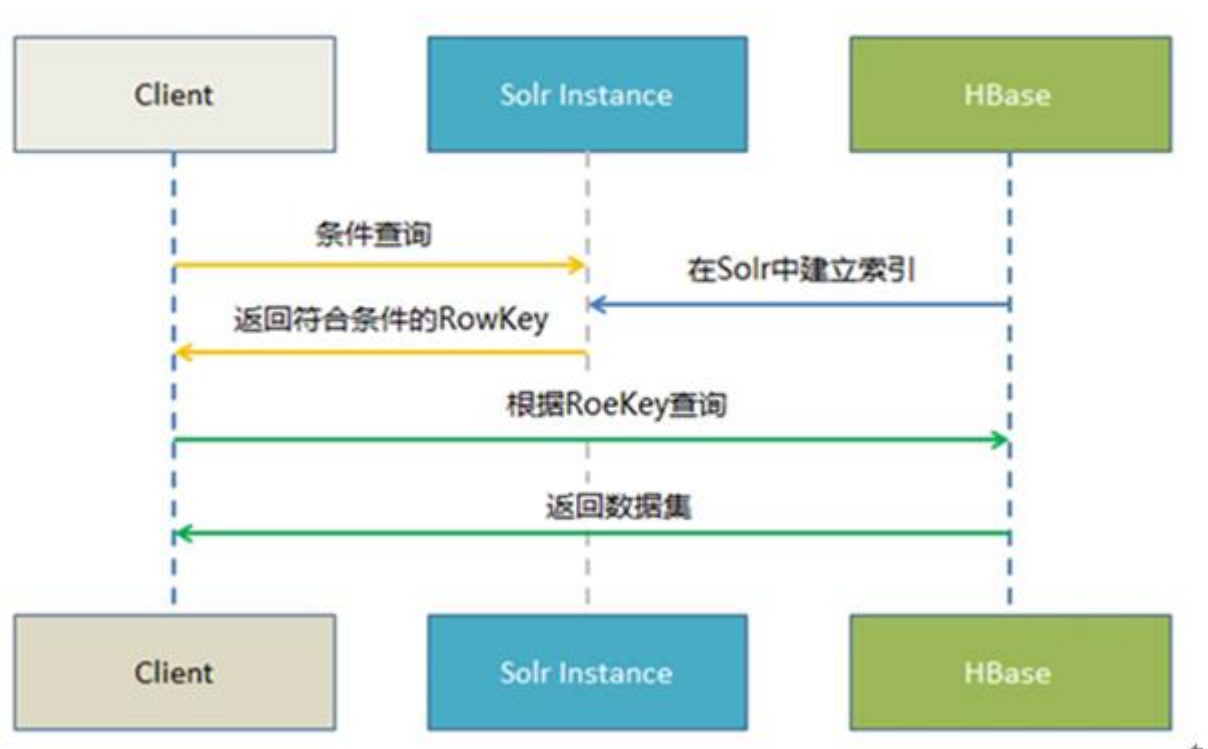 Client
Solr Instance
HBase
条件查询
在Solr中建立索引
返回符合条件的RowKey
根据RoeKey查询
返回数据集
Client
Solr Instance
HBase